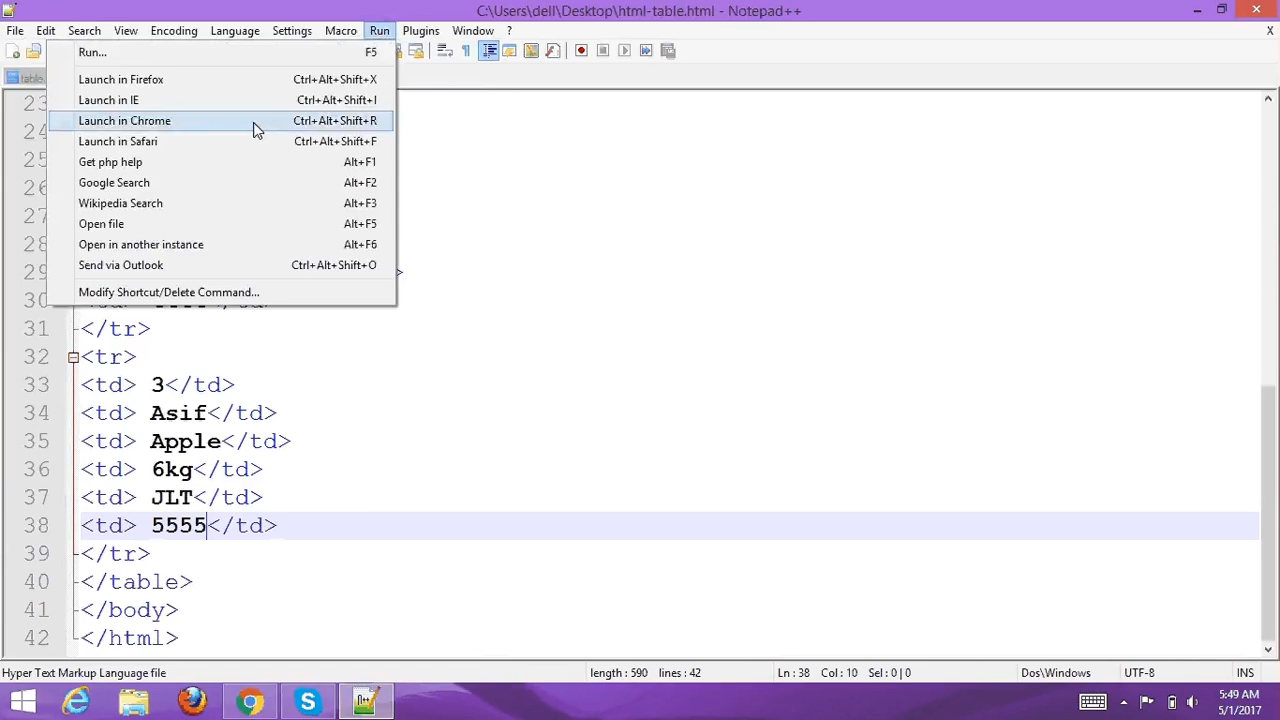 C:\Users\dell\Desktop\html-table.html - Notepad++
File Edit Search View Encoding Language Settings Macro Run Plugins Window X
Run... F5
table.
Launch in Firefox Ctrl+Alt+Shift+X
23
Launch in IE Ctrl+Alt+Shift+I
24
Launch in Chrome Ctrl+Alt+Shift+R
25
Launch in Safari Ctrl+Alt+Shift+F
Get php help Alt+F1
26
Google Search Alt+F2
27
Wikipedia Search Alt+F3
Open file Alt+F5
28
Open in another instance Alt+F6
29 >
Send via Outlook Ctrl+Alt+Shift+O
30
Modify Shortcut/Delete Command...
31 </tr>
32 <tr>
33 <td> 3</td>
34 <td> Asif</td>
35 <td> Apple</td>
36 <td> 6kg</td>
37 <td> JLT</td>
38 <td> 5555</td>
39 </tr>
40 </table>
41 </body>
42 </html>
Hyper Text Markup Language file length : 590 lines : 42 Ln : 38 Col : 10 Sel : 0 | 0 Dos\Windows UTF-8 INS
5:49 AM
5/1/2017